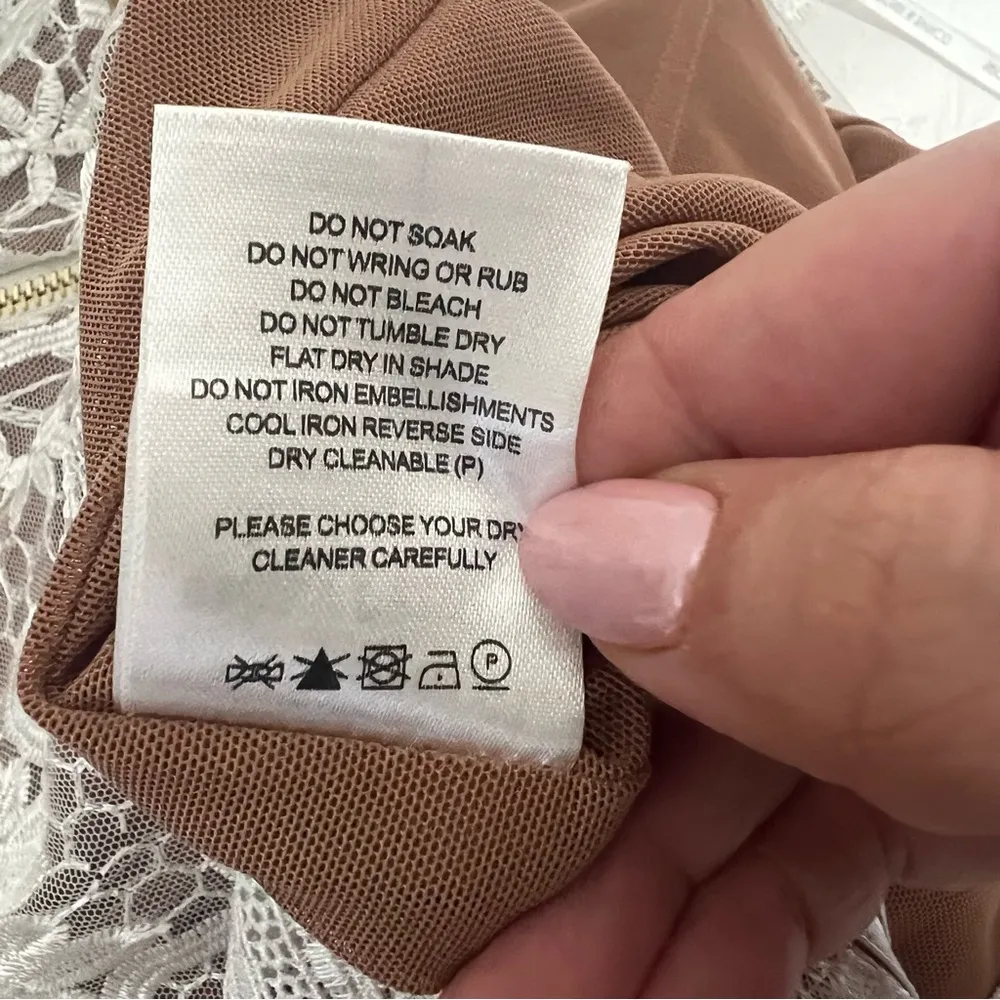 DO NOT SOAK
DO NOT WRING OR RUB
DO NOT BLEACH
DO NOT TUMBLE DRY
FLAT DRY IN SHADE
DO NOT IRON EMBELLISHMENTS
COOL IRON REVERSE SIDE
DRY CLEANABLE (P)
PLEASE CHOOSE YOUR DRY
CLEANER CAREFULLY
P